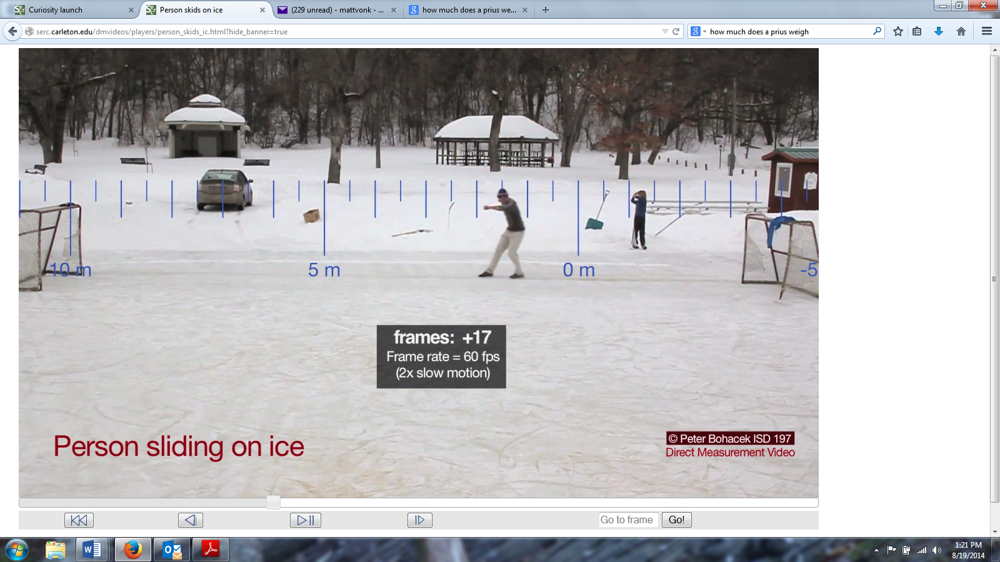 Curiosity launch
Person skids on ice
(229 unread) - mattvonk - ...
how much does a prius we...
serc.carleton.edu/dmvideos/players/person_skids_ic.html?hide_banner=true
how much does a prius weigh
10 m
5 m
0 m
-5
frames: +17
Frame rate = 60 fps
(2x slow motion)
Person sliding on ice
© Peter Bohacek ISD 197
Direct Measurement Video
Go to frame
Go!
1:21 PM
8/19/2014